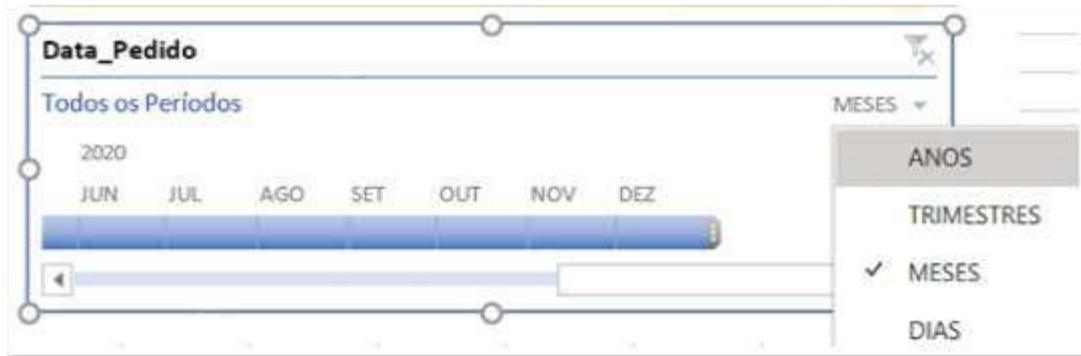 Data_Pedido
Todos os Períodos
MESES
2020
JUN JUL AGO SET OUT NOV DEZ
ANOS
TRIMESTRES
MESES
DIAS